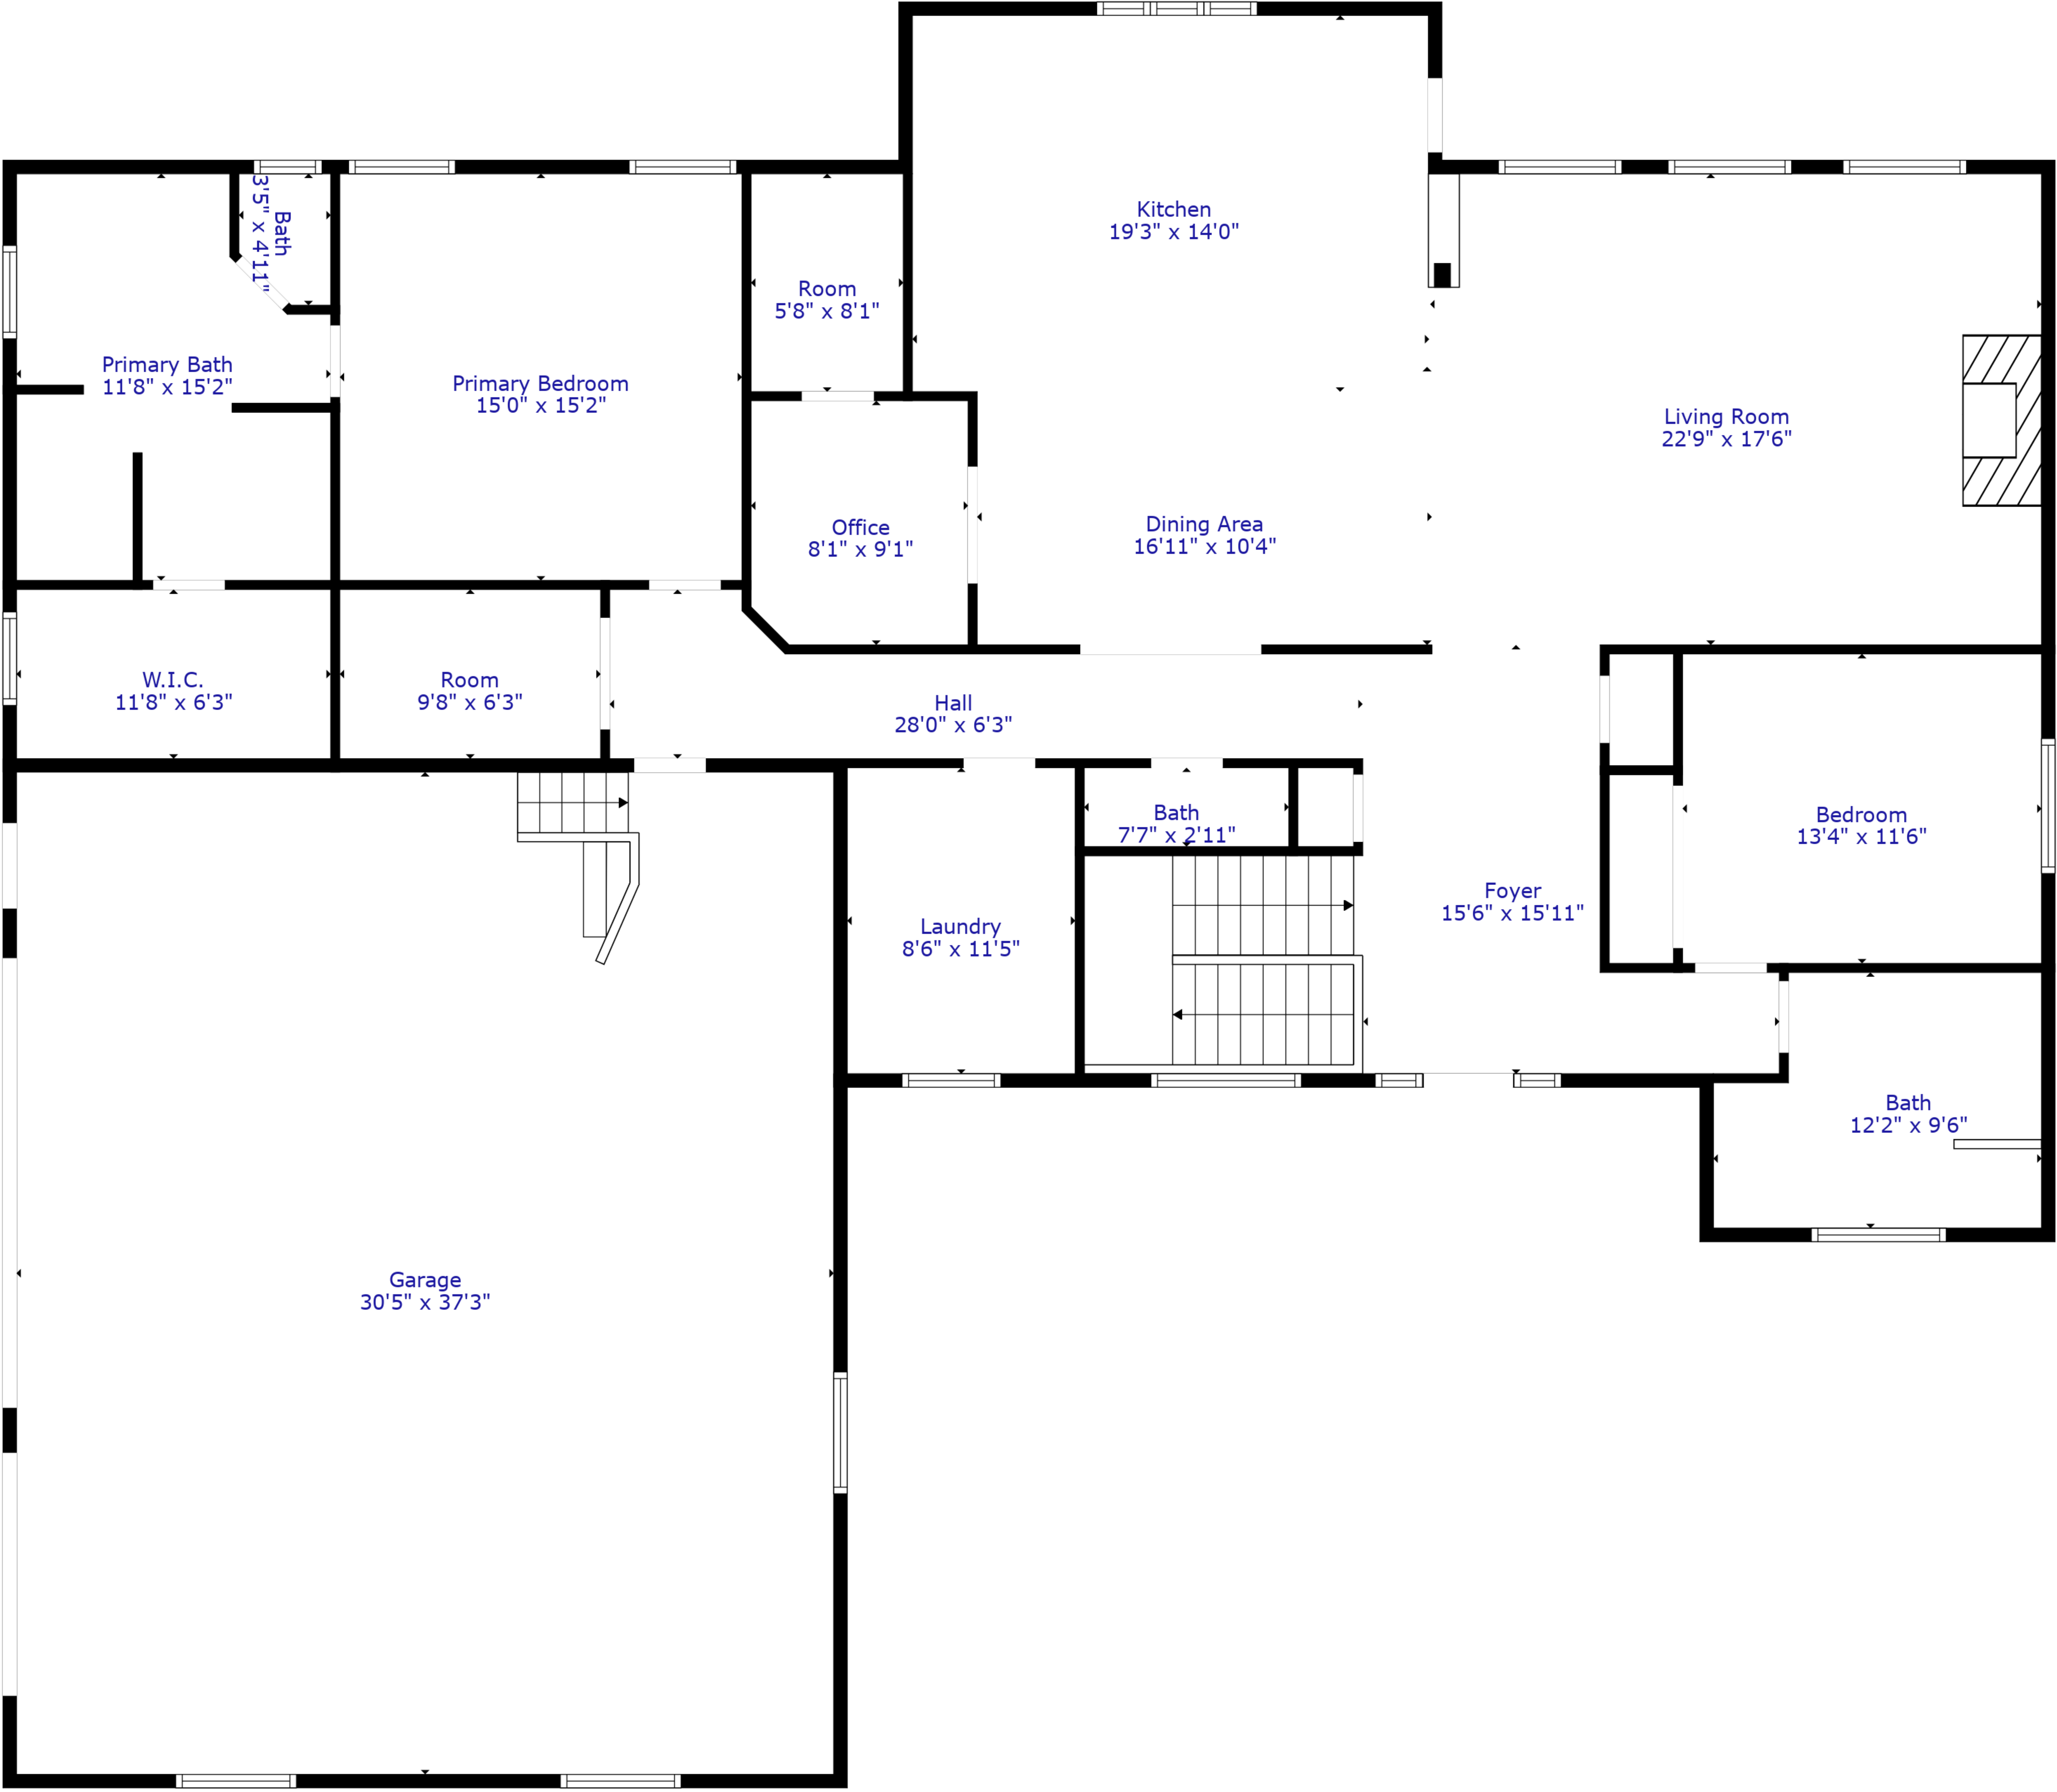 Kitchen
19'3" x 14'0"
Bath
3'5" x 4'11"
Room
5'8" x 8'1"
Primary Bath
11'8" x 15'2"
Primary Bedroom
15'0" x 15'2"
Living Room
22'9" x 17'6"
Office
8'1" x 9'1"
Dining Area
16'11" x 10'4"
W.I.C.
11'8" x 6'3"
Room
9'8" x 6'3"
Hall
28'0" x 6'3"
Bath
7'7" x 2'11"
Bedroom
13'4" x 11'6"
Foyer
15'6" x 15'11"
Laundry
8'6" x 11'5"
Bath
12'2" x 9'6"
Garage
30'5" x 37'3"